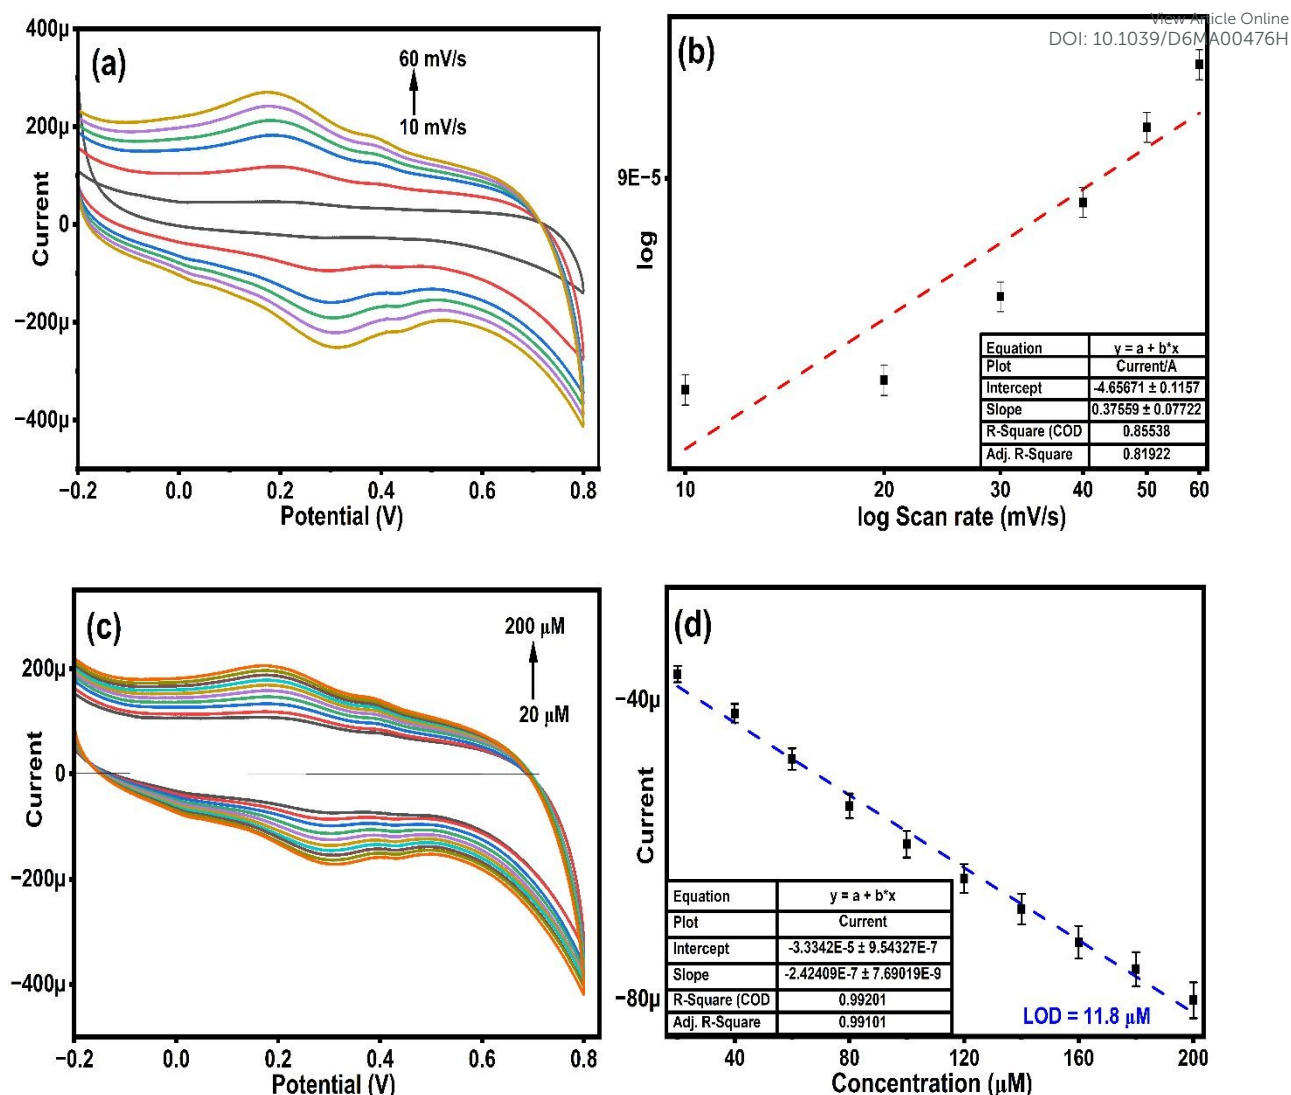 View Article Online
DOI: 10.1039/D6MA00476H
(a)
60 mV/s
10 mV/s
400µ
200µ
0
−200µ
−400µ
Current
−0.2 0.0 0.2 0.4 0.6 0.8
Potential (V)
(b)
9E−5
log
Equation y = a + b*x
Plot Current/A
Intercept -4.65671 ± 0.1157
Slope 0.37559 ± 0.07722
R-Square (COD 0.85538
Adj. R-Square 0.81922
10 20 30 40 50 60
log Scan rate (mV/s)
(c)
200 µM
20 µM
200µ
0
−200µ
−400µ
Current
−0.2 0.0 0.2 0.4 0.6 0.8
Potential (V)
(d)
−40µ
−80µ
Current
Equation y = a + b*x
Plot Current
Intercept -3.3342E-5 ± 9.54327E-7
Slope -2.42409E-7 ± 7.69019E-9
R-Square (COD 0.99201
Adj. R-Square 0.99101
LOD = 11.8 µM
40 80 120 160 200
Concentration (µM)